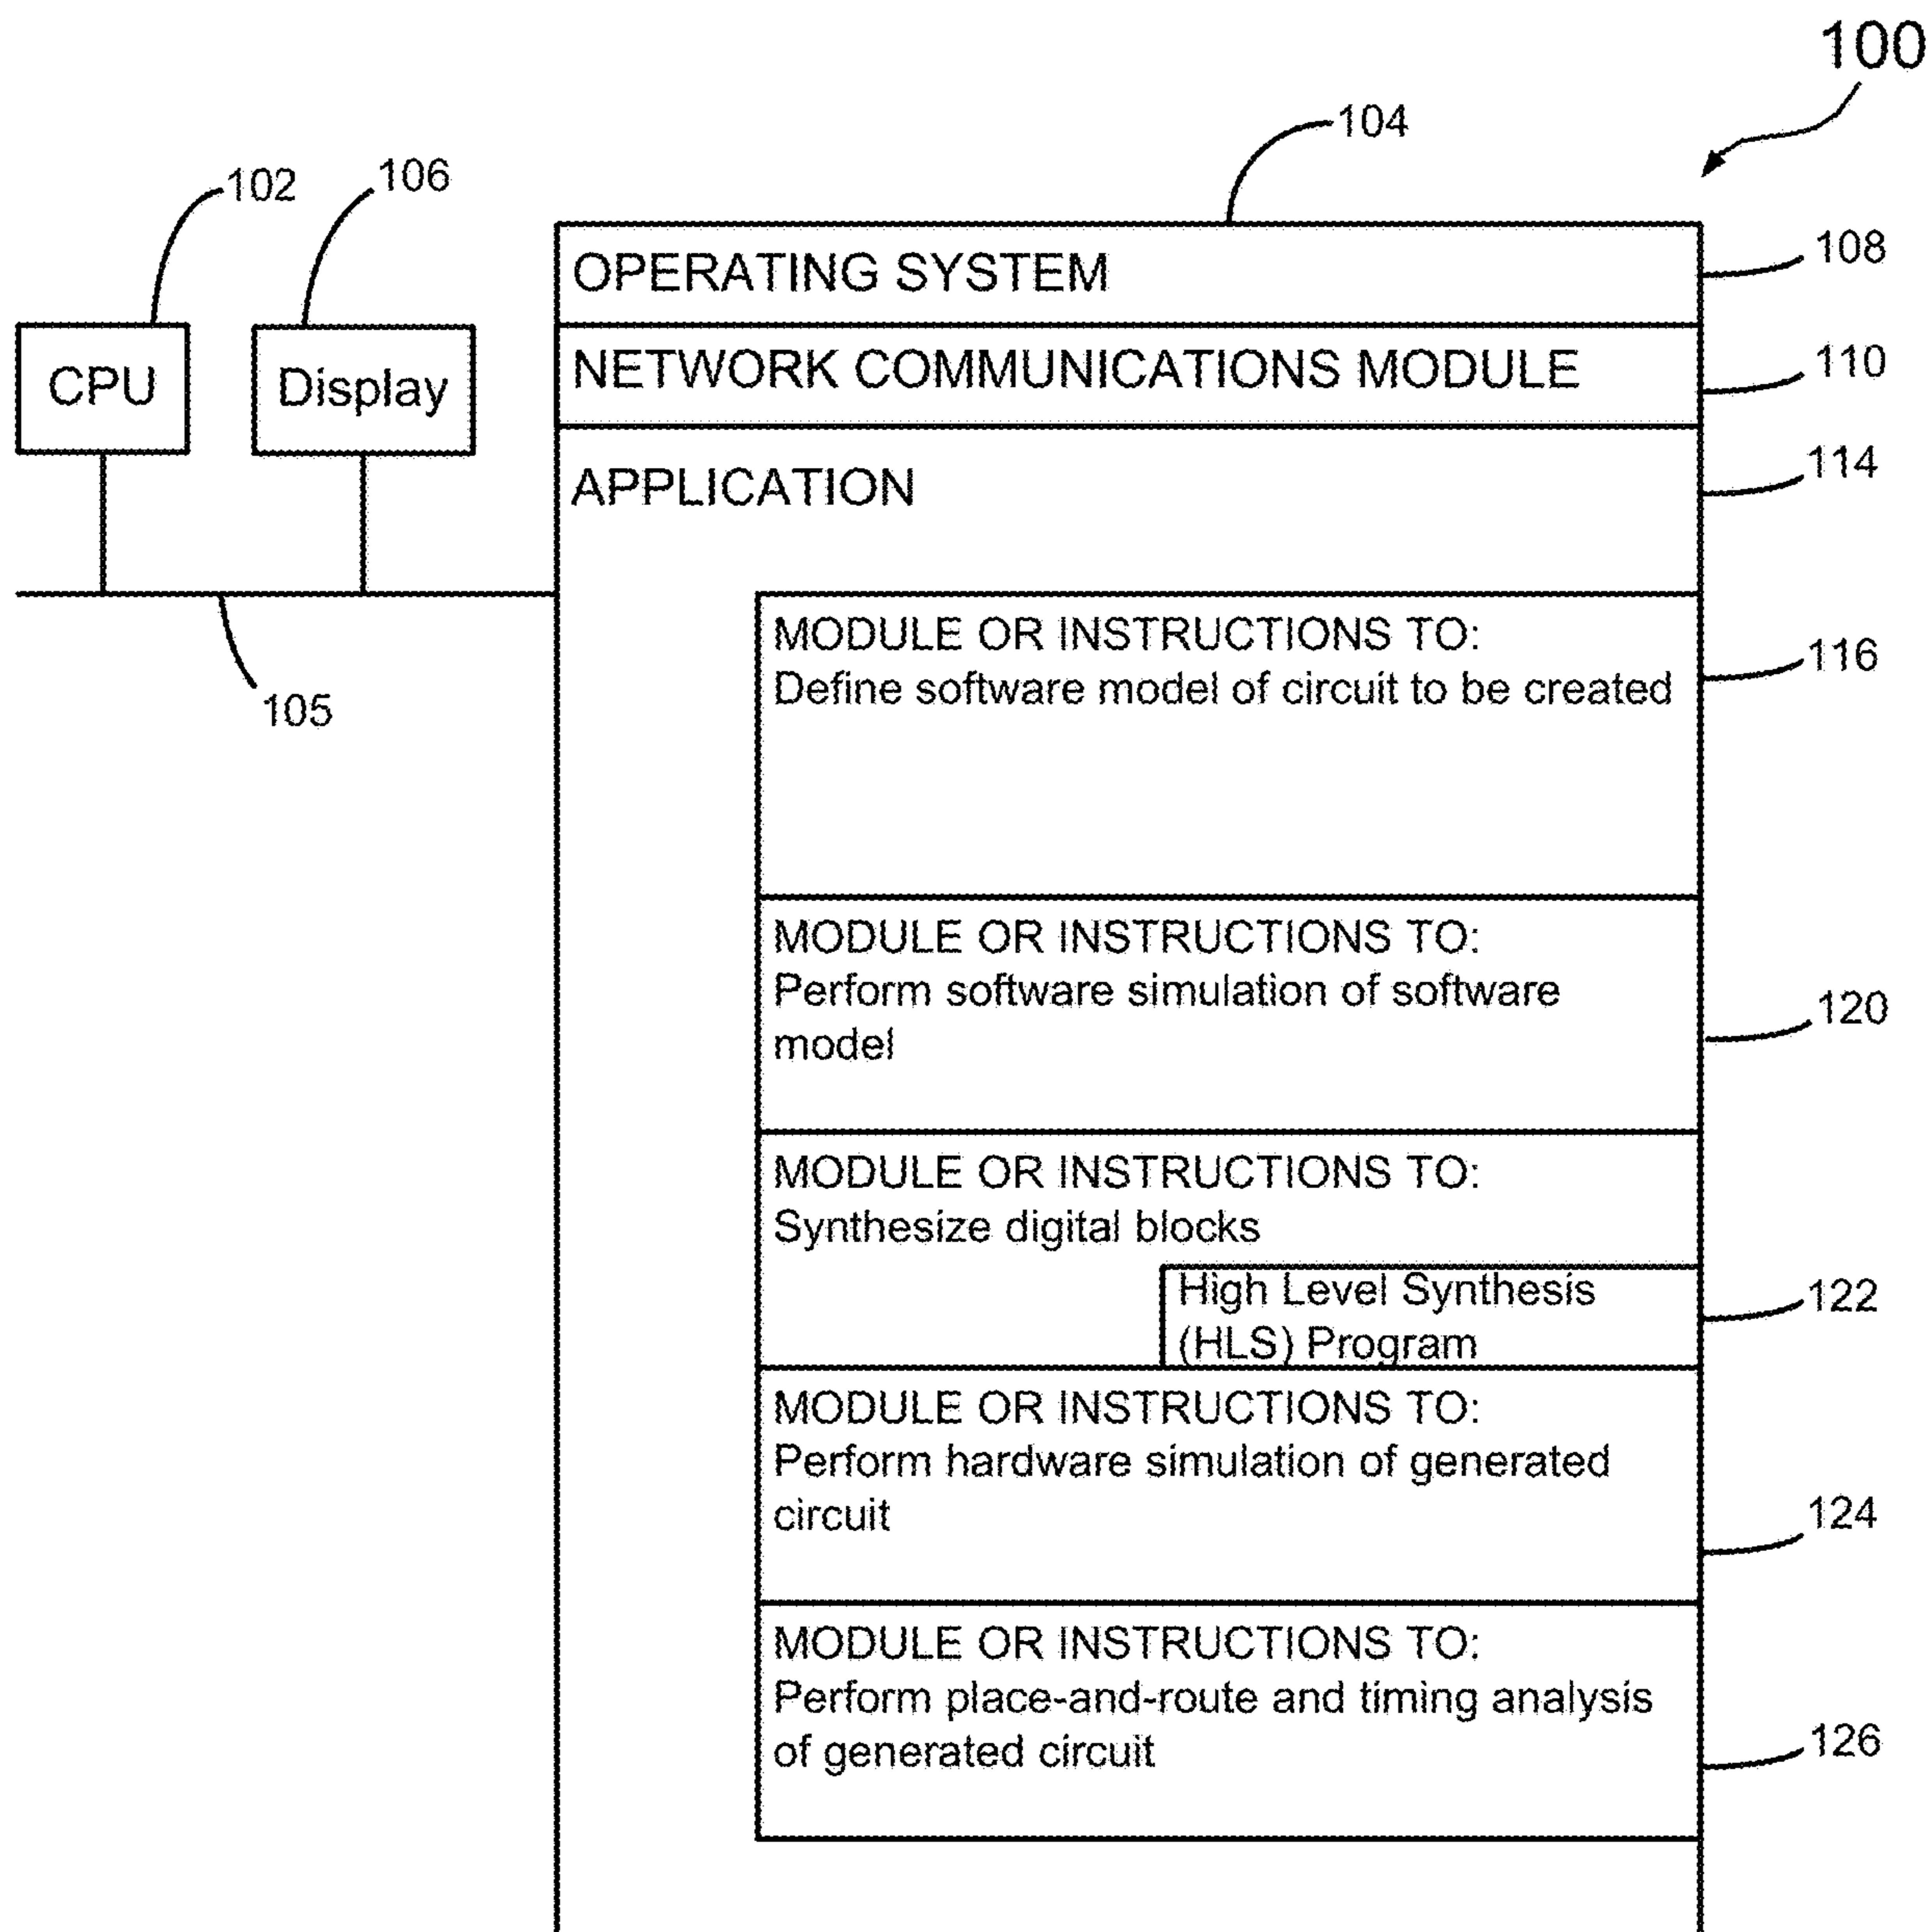 100
104
102
106
OPERATING SYSTEM
108
NETWORK COMMUNICATIONS MODULE
110
CPU
Display
APPLICATION
114
105
MODULE OR INSTRUCTIONS TO:
Define software model of circuit to be created
116
MODULE OR INSTRUCTIONS TO:
Perform software simulation of software
model
120
MODULE OR INSTRUCTIONS TO:
Synthesize digital blocks
High Level Synthesis
(HLS) Program
122
MODULE OR INSTRUCTIONS TO:
Perform hardware simulation of generated
circuit
124
MODULE OR INSTRUCTIONS TO:
Perform place-and-route and timing analysis
of generated circuit
126